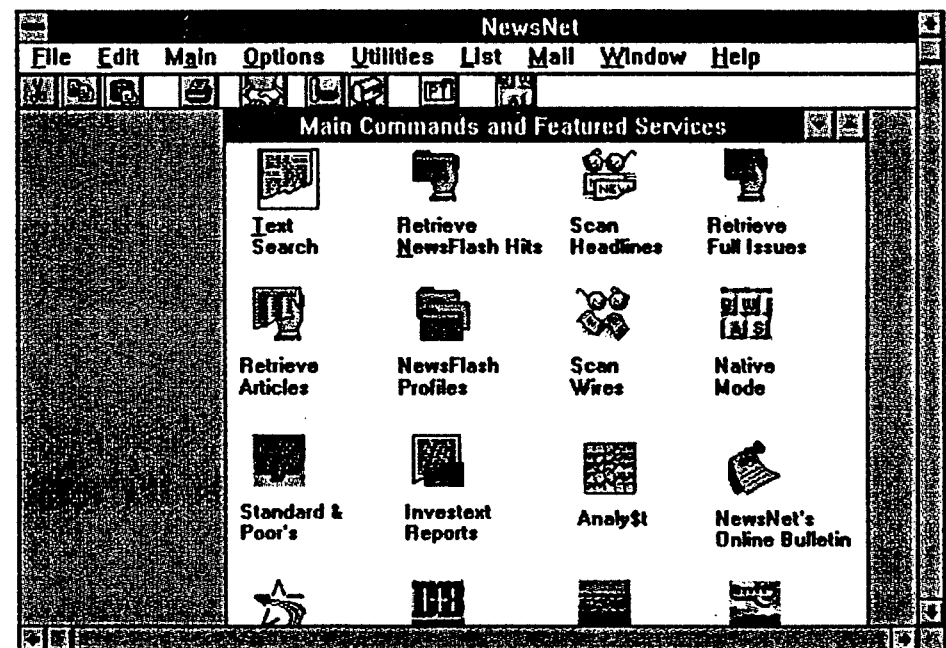 NewsNet
File Edit Main Options Utilities List Mail Window Help
Main Commands and Featured Services
Text
Search
Retrieve
NewsFlash Hits
Scan
Headlines
Retrieve
Full Issues
NEW
Retrieve
Articles
NewsFlash
Profiles
Scan
Wires
Native
Mode
Standard &
Poor's
Investext
Reports
Analy$t
NewsNet's
Online Bulletin